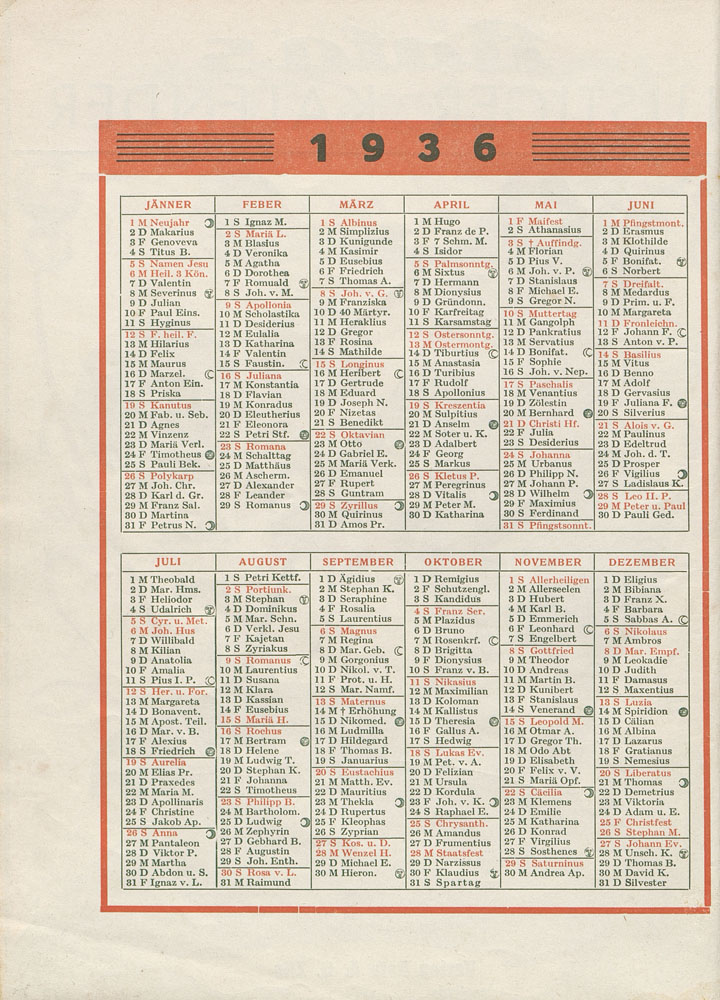 1936
JÄNNER
1 M Neujahr
2 D Makarius
3 F Genoveva
4 S Titus B.
5 S Namen Jesu
6 M Heil. 3 Kön.
7 D Valentin
8 M Severinus
9 D Julian
10 F Paul Eins.
11 S Hyginus
12 S F. heil. F.
13 M Hilarius
14 D Felix
15 M Maurus
16 D Marzel.
17 F Anton Ein.
18 S Priska
19 S Kanutus
20 M Fab. u. Seb.
21 D Agnes
22 M Vinzenz
23 D Mariä Verl.
24 F Timotheus
25 S Pauli Bek.
26 S Polykarp
27 M Joh. Chr.
28 D Karl d. Gr.
29 M Franz Sal.
30 D Martina
31 F Petrus N.
FEBER
1 S Ignaz M.
2 S Mariä L.
3 M Blasius
4 D Veronika
5 M Agatha
6 D Dorothea
7 F Romuald
8 S Joh. v. M.
9 S Apollonia
10 M Scholastika
11 D Desiderius
12 M Eulalia
13 D Katharina
14 F Valentin
15 S Faustin.
16 S Juliana
17 M Konstantia
18 D Flavian
19 M Konradus
20 D Eleutherius
21 F Eleonora
22 S Petri Stf.
23 S Romana
24 M Schalttag
25 D Matthäus
26 M Ascherm.
27 D Alexander
28 F Leander
29 S Romanus
MÄRZ
1 S Albinus
2 M Simplizius
3 D Kunigunde
4 M Kasimir
5 D Eusebius
6 F Friedrich
7 S Thomas A.
8 S Joh. v. G.
9 M Franziska
10 D 40 Märtyr.
11 M Heraklius
12 D Gregor
13 F Rosina
14 S Mathilde
15 S Longinus
16 M Heribert
17 D Gertrude
18 M Eduard
19 D Joseph N.
20 F Nizetas
21 S Benedikt
22 S Oktavian
23 M Otto
24 D Gabriel E.
25 M Mariä Verk.
26 D Emanuel
27 F Rupert
28 S Guntram
29 S Zyrillus
30 M Quirinus
31 D Amos Pr.
APRIL
1 M Hugo
2 D Franz de P.
3 F 7 Schm. M.
4 S Isidor
5 S Palmsonntg.
6 M Sixtus
7 D Hermann
8 M Dionysius
9 D Gründonn.
10 F Karfreitag
11 S Karsamstag
12 S Ostersonntg.
13 M Ostermontg.
14 D Tiburtius
15 M Anastasia
16 D Turibius
17 F Rudolf
18 S Apollonius
19 S Kreszentia
20 M Sulpitius
21 D Anselm
22 M Soter u. K.
23 D Adalbert
24 F Georg
25 S Markus
26 S Kletus P.
27 M Peregrinus
28 D Vitalis
29 M Peter M.
30 D Katharina
MAI
1 F Maifest
2 S Athanasius
3 S † Auffindg.
4 M Florian
5 D Pius V.
6 M Joh. v. P.
7 D Stanislaus
8 F Michael E.
9 S Gregor N.
10 S Muttertag
11 M Gangolph
12 D Pankratius
13 M Servatius
14 D Bonifat.
15 F Sophie
16 S Joh. v. Nep.
17 S Paschalis
18 M Venantius
19 D Zölestin
20 M Bernhard
21 D Christi Hf.
22 F Julia
23 S Desiderius
24 S Johanna
25 M Urbanus
26 D Philipp N.
27 M Johann P.
28 D Wilhelm
29 F Maximus
30 S Ferdinand
31 S Pfingstsonnt.
JUNI
1 M Pfingstmont.
2 D Erasmus
3 M Klothilde
4 D Quirinus
5 F Bonifat.
6 S Norbert
7 S Dreifalt.
8 M Medardus
9 D Prim. u. F.
10 M Margareta
11 D Fronleichn.
12 F Johann F.
13 S Anton v. P.
14 S Basilius
15 M Vitus
16 D Benno
17 M Adolf
18 D Gervasius
19 F Juliana F.
20 S Silverius
21 S Alois v. G.
22 M Paulinus
23 D Edeltrud
24 M Joh. d. T.
25 D Prosper
26 F Vigilius
27 S Ladislaus K.
28 S Leo II. P.
29 M Peter u. Paul
30 D Pauli Ged.
JULI
1 M Theobald
2 D Mar. Hms.
3 F Heliodor
4 S Udalrich
5 S Cyr. u. Met.
6 M Joh. Hus
7 D Willibald
8 M Kilian
9 D Anatolia
10 F Amalia
11 S Pius I. P.
12 S Her. u. For.
13 M Margareta
14 D Bonavent.
15 M Apost. Teil.
16 D Mar. v. B.
17 F Alexius
18 S Friedrich
19 S Aurelia
20 M Elias Pr.
21 D Praxedes
22 M Maria M.
23 D Apollinaris
24 F Christine
25 S Jakob Ap.
26 S Anna
27 M Pantaleon
28 D Viktor P.
29 M Martha
30 D Abdon u. S.
31 F Ignaz v. L.
AUGUST
1 S Petri Kettf.
2 S Portiunk.
3 M Stephan
4 D Dominikus
5 M Mar. Schn.
6 D Verkl. Jesu
7 F Kajetan
8 S Zyriakus
9 S Romanus
10 M Laurentius
11 D Susana
12 M Klara
13 D Kassian
14 F Eusebius
15 S Mariä H.
16 S Rochus
17 M Bertram
18 D Helene
19 M Ludwig T.
20 D Stephan K.
21 F Johanna
22 S Timotheus
23 S Philipp B.
24 M Bartholom.
25 D Ludwig
26 M Zephyrin
27 D Gebhard B.
28 F Augustin
29 S Joh. Enth.
30 S Rosa v. L.
31 M Raimund
SEPTEMBER
1 D Ägidius
2 M Stephan K.
3 D Seraphine
4 F Rosalia
5 S Laurentius
6 S Magnus
7 M Regina
8 D Mar. Geb.
9 M Gorgonius
10 D Nikol. v. T.
11 F Prot. u. H.
12 S Mar. Namf.
13 S Maternus
14 M † Erhöhung
15 D Nikomed.
16 M Ludmilla
17 D Hildegard
18 F Thomas B.
19 S Januarius
20 S Eustachius
21 M Matth. Ev.
22 D Mauritius
23 M Thekla
24 D Rupertus
25 F Kleophas
26 S Zyprian
27 S Kos. u. D.
28 M Wenzel H.
29 D Michael E.
30 M Hieron.
OKTOBER
1 D Remigius
2 F Schutzengl.
3 S Kandidus
4 S Franz Ser.
5 M Plazidus
6 D Bruno
7 M Rosenkrf.
8 D Brigitta
9 F Dionysius
10 S Franz v. B.
11 S Nikasius
12 M Maximilian
13 D Koloman
14 M Kallistus
15 D Theresia
16 F Gallus A.
17 S Hedwig
18 S Lukas Ev.
19 M Pet. v. A.
20 D Felizian
21 M Ursula
22 D Kordula
23 F Joh. v. K.
24 S Raphael E.
25 S Chrysanth.
26 M Amandus
27 D Frumentius
28 M Staatsfest
29 D Narzissus
30 F Klaudius
31 S Spartag
NOVEMBER
1 S Allerheiligen
2 M Allerseelen
3 D Hubert
4 M Karl B.
5 D Emmerich
6 F Leonhard
7 S Engelbert
8 S Gottfried
9 M Theodor
10 D Andreas
11 M Martin B.
12 D Kunibert
13 F Stanislaus
14 S Venerand
15 S Leopold M.
16 M Otmar A.
17 D Gregor Th.
18 M Odo Abt
19 D Elisabeth
20 F Felix v. V.
21 S Mariä Opf.
22 S Cäcilia
23 M Klemens
24 D Emilie
25 M Katharina
26 D Konrad
27 F Virgilius
28 S Sosthenes
29 S Saturninus
30 M Andrea Ap.
DEZEMBER
1 D Eligius
2 M Bibiana
3 D Franz X.
4 F Barbara
5 S Sabbas A.
6 S Nikolaus
7 M Ambros
8 D Mar. Empf.
9 M Leokadie
10 D Judith
11 F Damasus
12 S Maxentius
13 S Luzia
14 M Spiridion
15 D Cälian
16 M Albina
17 D Lazarus
18 F Gratianus
19 S Nemesius
20 S Liberatus
21 M Thomas
22 D Demetrius
23 M Viktoria
24 D Adam u. E.
25 F Christfest
26 S Stephan M.
27 S Johann Ev.
28 M Unsch. K.
29 D Thomas B.
30 M David K.
31 D Silvester